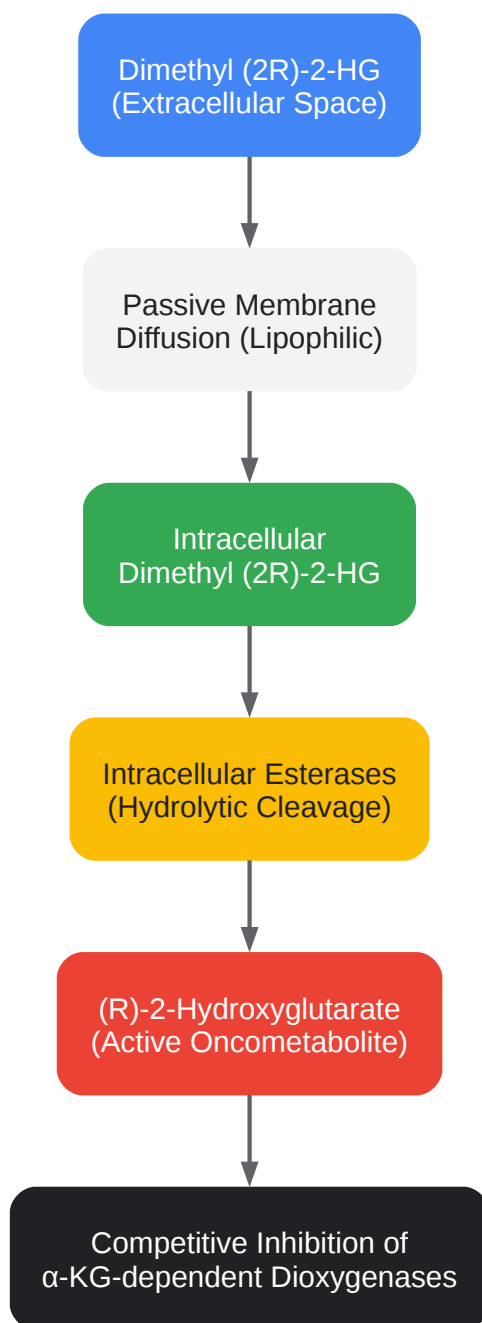 Dimethyl (2R)-2-HG
(Extracellular Space)
Passive Membrane
Diffusion (Lipophilic)
Intracellular
Dimethyl (2R)-2-HG
Intracellular Esterases
(Hydrolytic Cleavage)
(R)-2-Hydroxyglutarate
(Active Oncometabolite)
Competitive Inhibition of
α-KG-dependent Dioxygenases